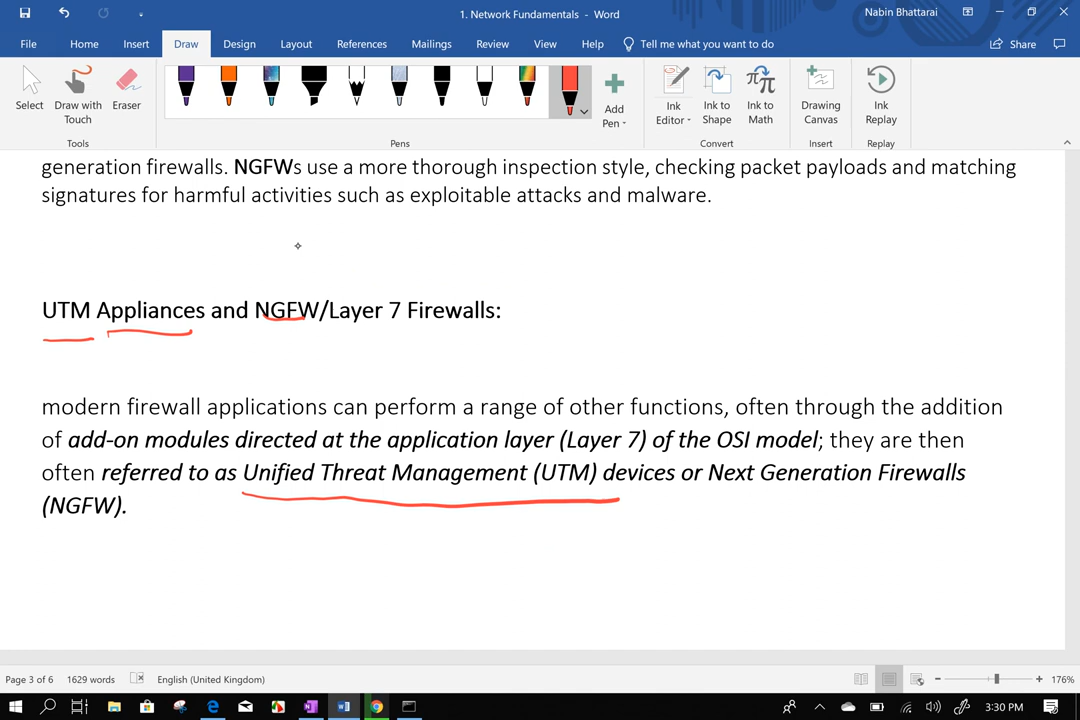 1. Network Fundamentals - Word
Nabin Bhattarai
File Home Insert Draw Design Layout References Mailings Review View Help Tell me what you want to do Share
Select Draw with Touch Eraser Add Pen Ink Editor Ink to Shape Ink to Math Drawing Canvas Ink Replay
Tools Pens Convert Insert Replay
generation firewalls. NGFWs use a more thorough inspection style, checking packet payloads and matching
signatures for harmful activities such as exploitable attacks and malware.
UTM Appliances and NGFW/Layer 7 Firewalls:
modern firewall applications can perform a range of other functions, often through the addition
of add-on modules directed at the application layer (Layer 7) of the OSI model; they are then
often referred to as Unified Threat Management (UTM) devices or Next Generation Firewalls
(NGFW).
Page 3 of 6 1629 words English (United Kingdom) 176%
3:30 PM